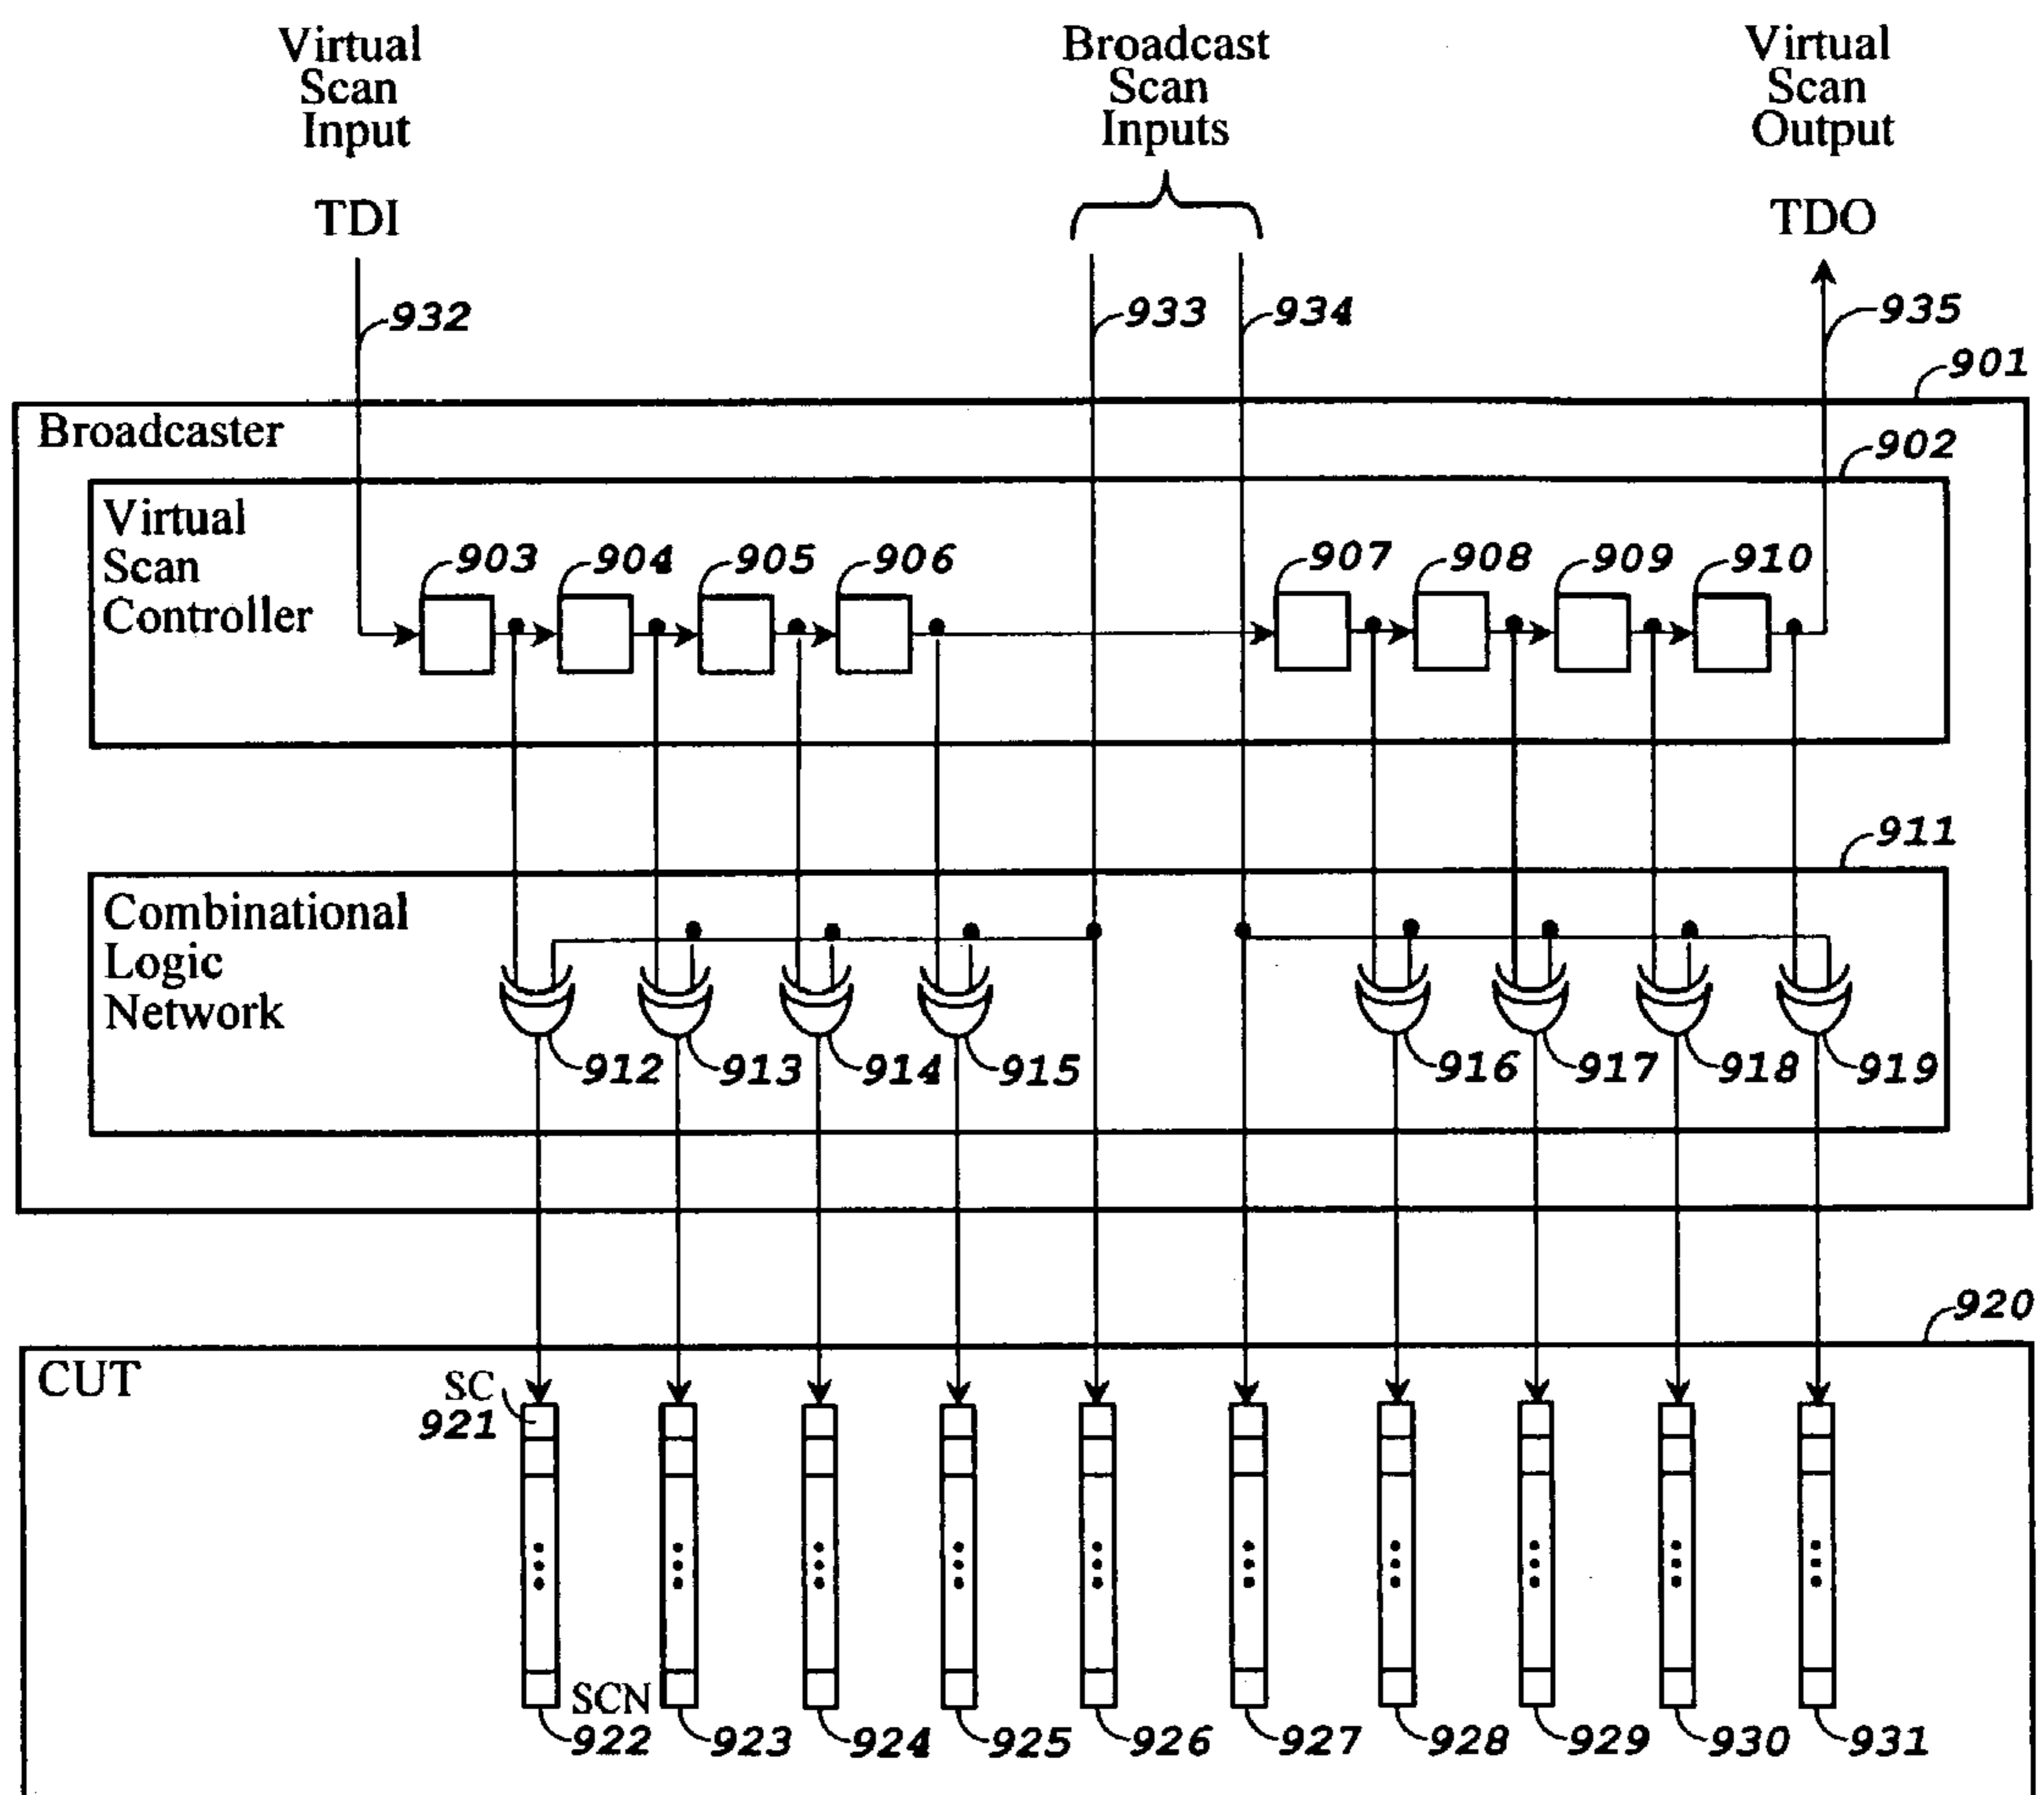 Virtual
Scan
Input
TDI
Broadcast
Scan
Inputs
Virtual
Scan
Output
TDO
932
933
934
935
901
Broadcaster
902
Virtual
Scan
Controller
903
904
905
906
907
908
909
910
911
Combinational
Logic
Network
912
913
914
915
916
917
918
919
920
CUT
SC
921
SCN
922
923
924
925
926
927
928
929
930
931